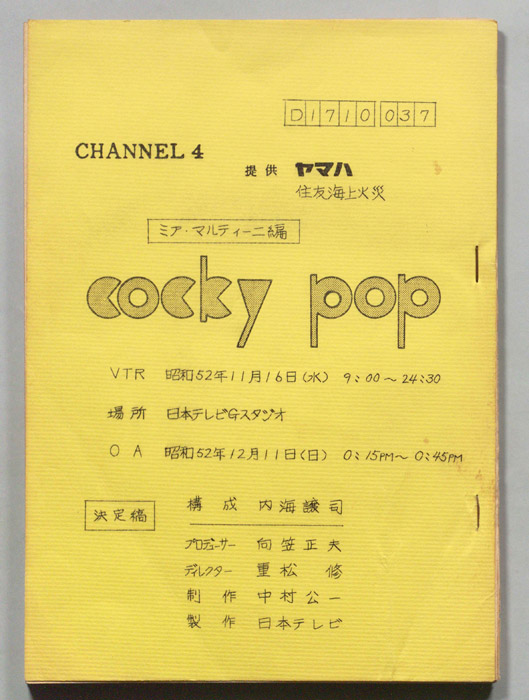 D1710037
CHANNEL 4
提供 ヤマハ
住友海上火災
ミア・マルティーニ編
cocky pop
VTR 昭和52年11月16日(水) 9:00～24:30
場所 日本テレビGスタジオ
OA 昭和52年12月11日(日) 0:15PM～0:45PM
決定稿
構成 内海譲司
プロデューサー 向笠正夫
ディレクター 重松 修
制作 中村公一
製作 日本テレビ